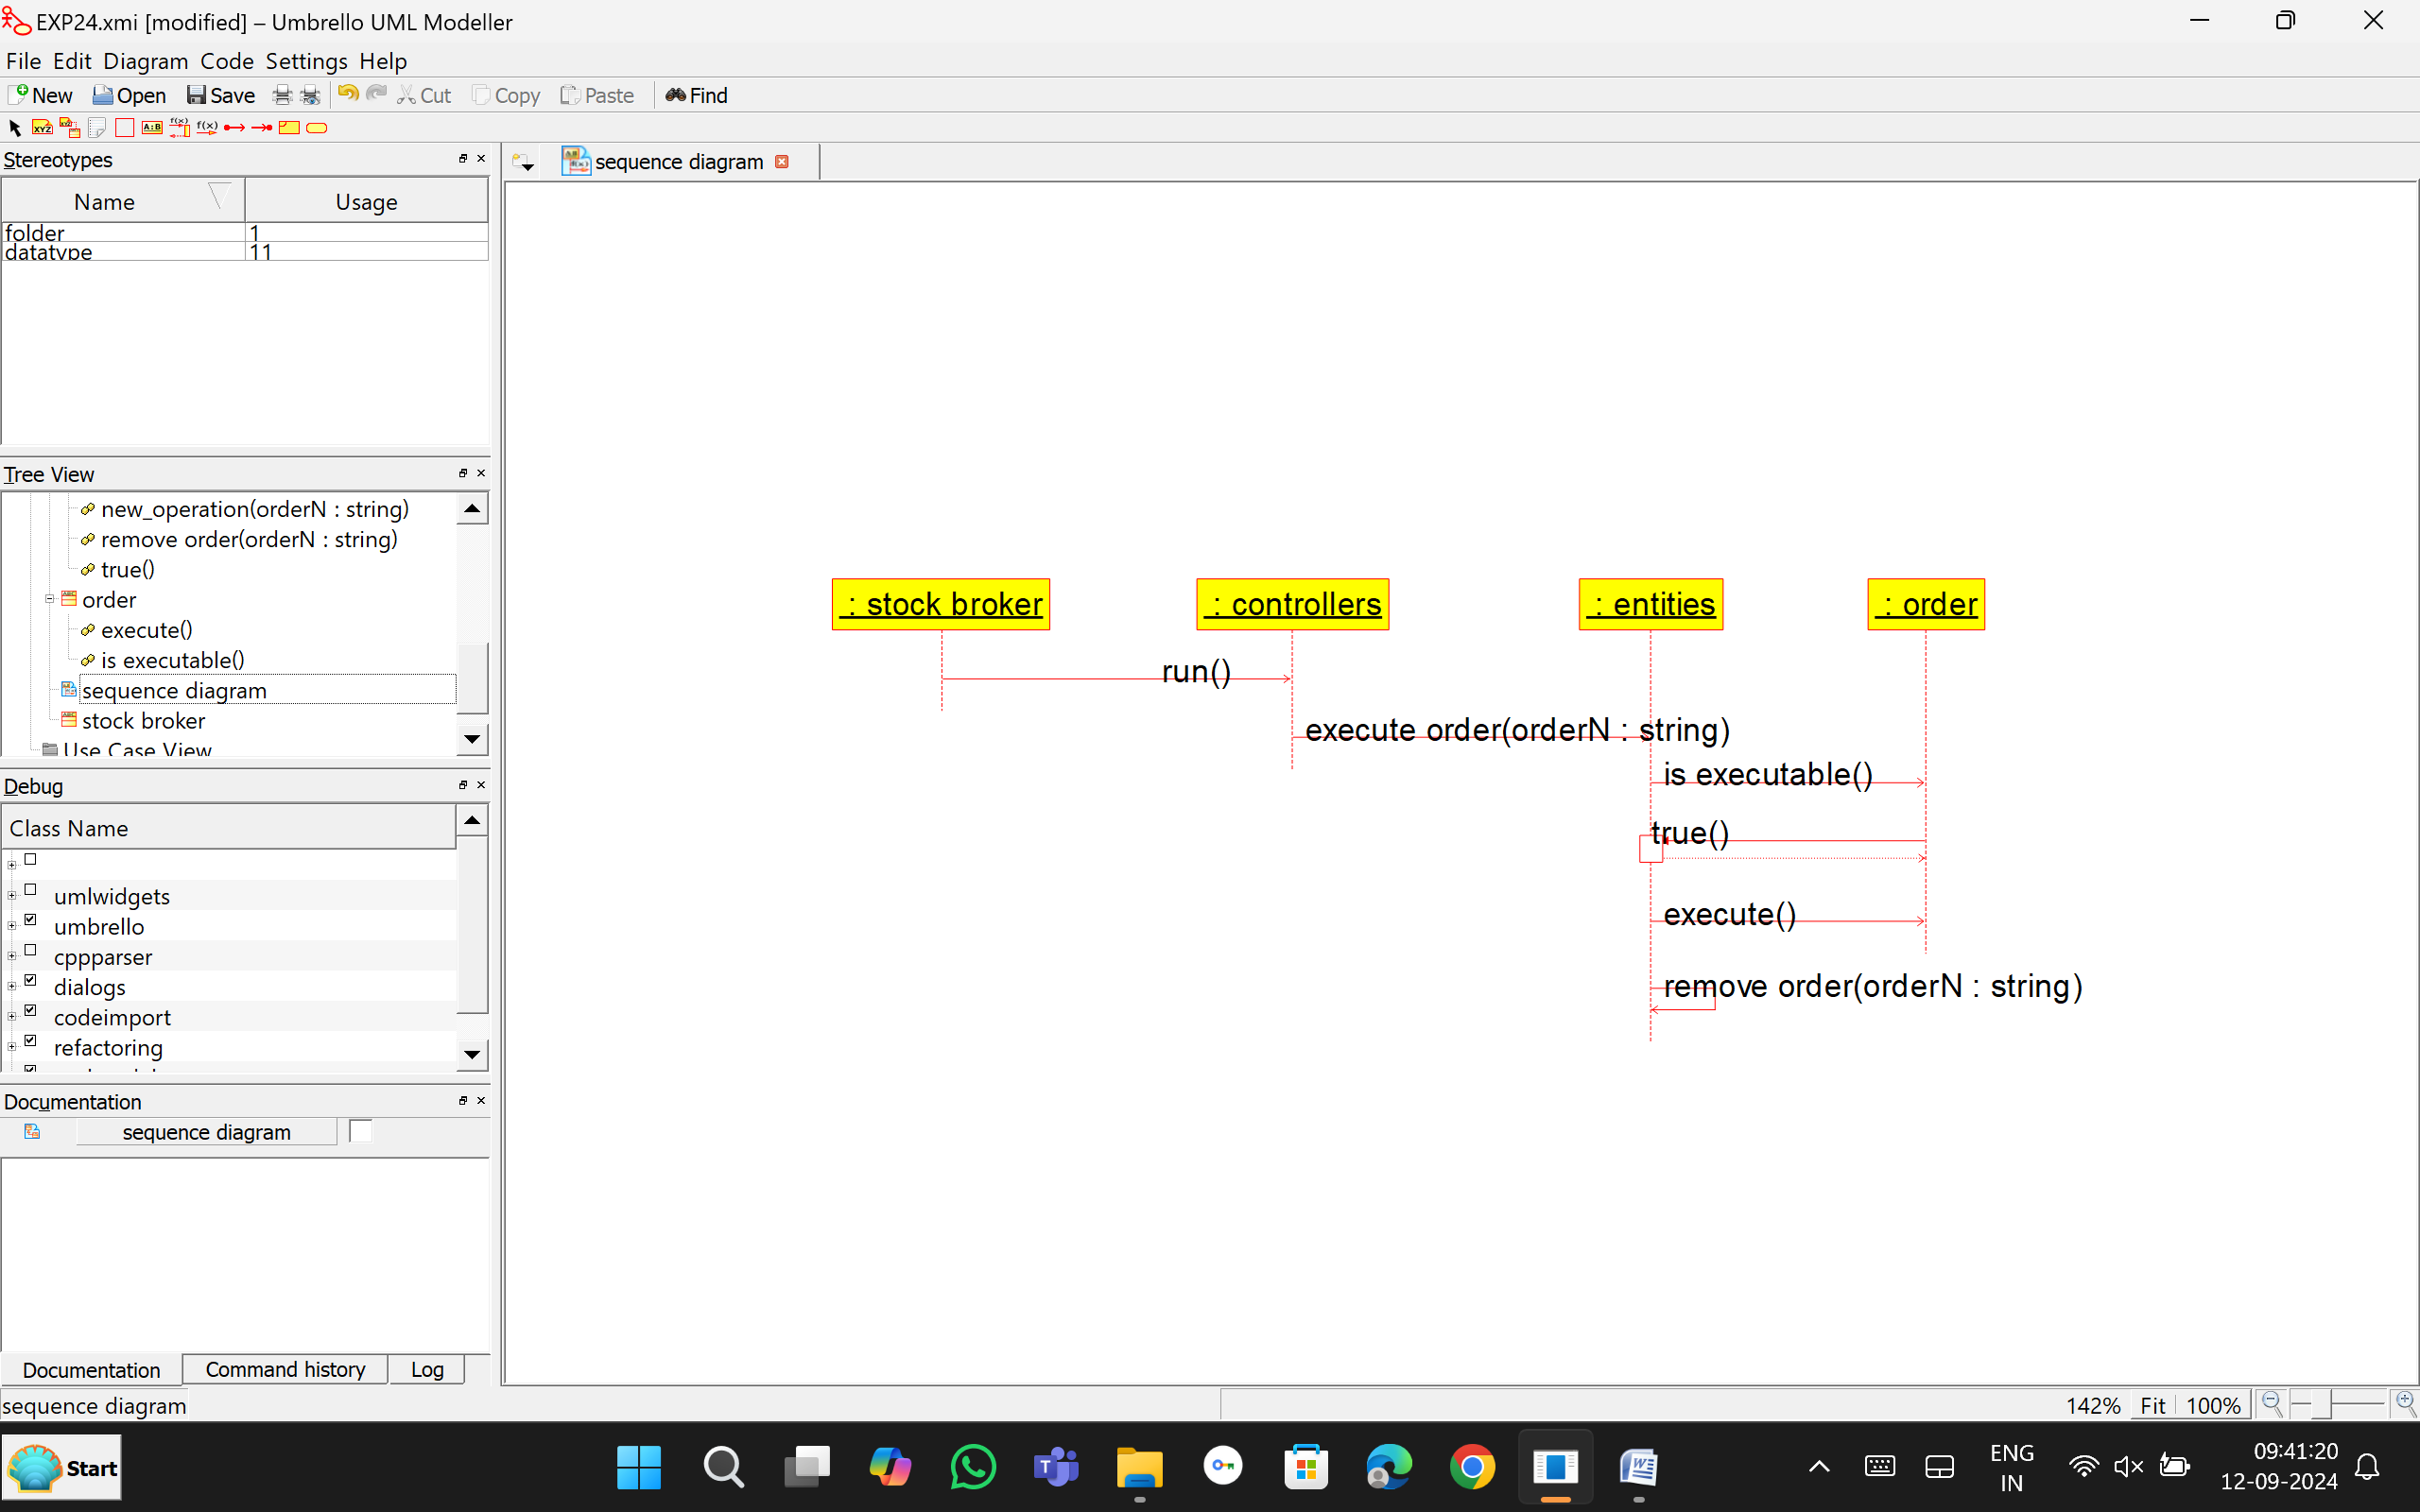 EXP24.xmi [modified] – Umbrello UML Modeller
File Edit Diagram Code Settings Help
New Open Save Cut Copy Paste Find
Stereotypes
Name Usage
folder 1
datatype 11
Tree View
new_operation(orderN : string)
remove order(orderN : string)
true()
order
execute()
is executable()
sequence diagram
stock broker
Use Case View
Debug
Class Name
umlwidgets
umbrello
cppparser
dialogs
codeimport
refactoring
Documentation
sequence diagram
Documentation Command history Log
sequence diagram
sequence diagram
: stock broker
: controllers
: entities
: order
run()
execute order(orderN : string)
is executable()
true()
execute()
remove order(orderN : string)
142% Fit 100%
Start
ENG
IN
09:41:20
12-09-2024